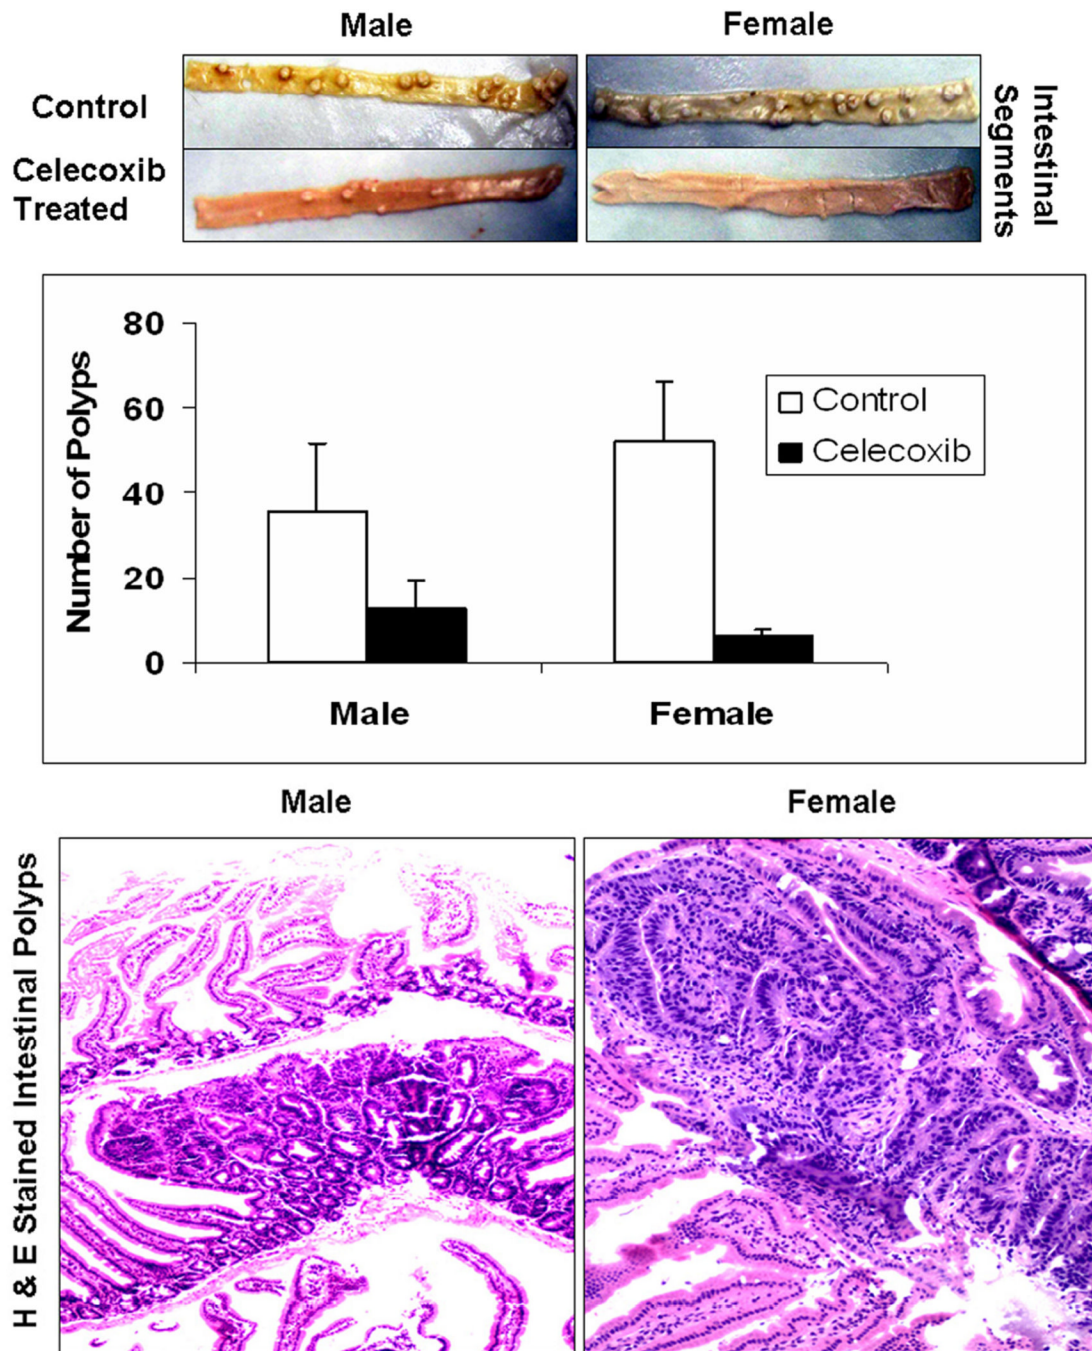 Male
Female
Control
Celecoxib
Treated
Intestinal
Segments
80
60
40
20
0
Number of Polyps
Control
Celecoxib
Male
Female
Male
Female
H & E Stained Intestinal Polyps